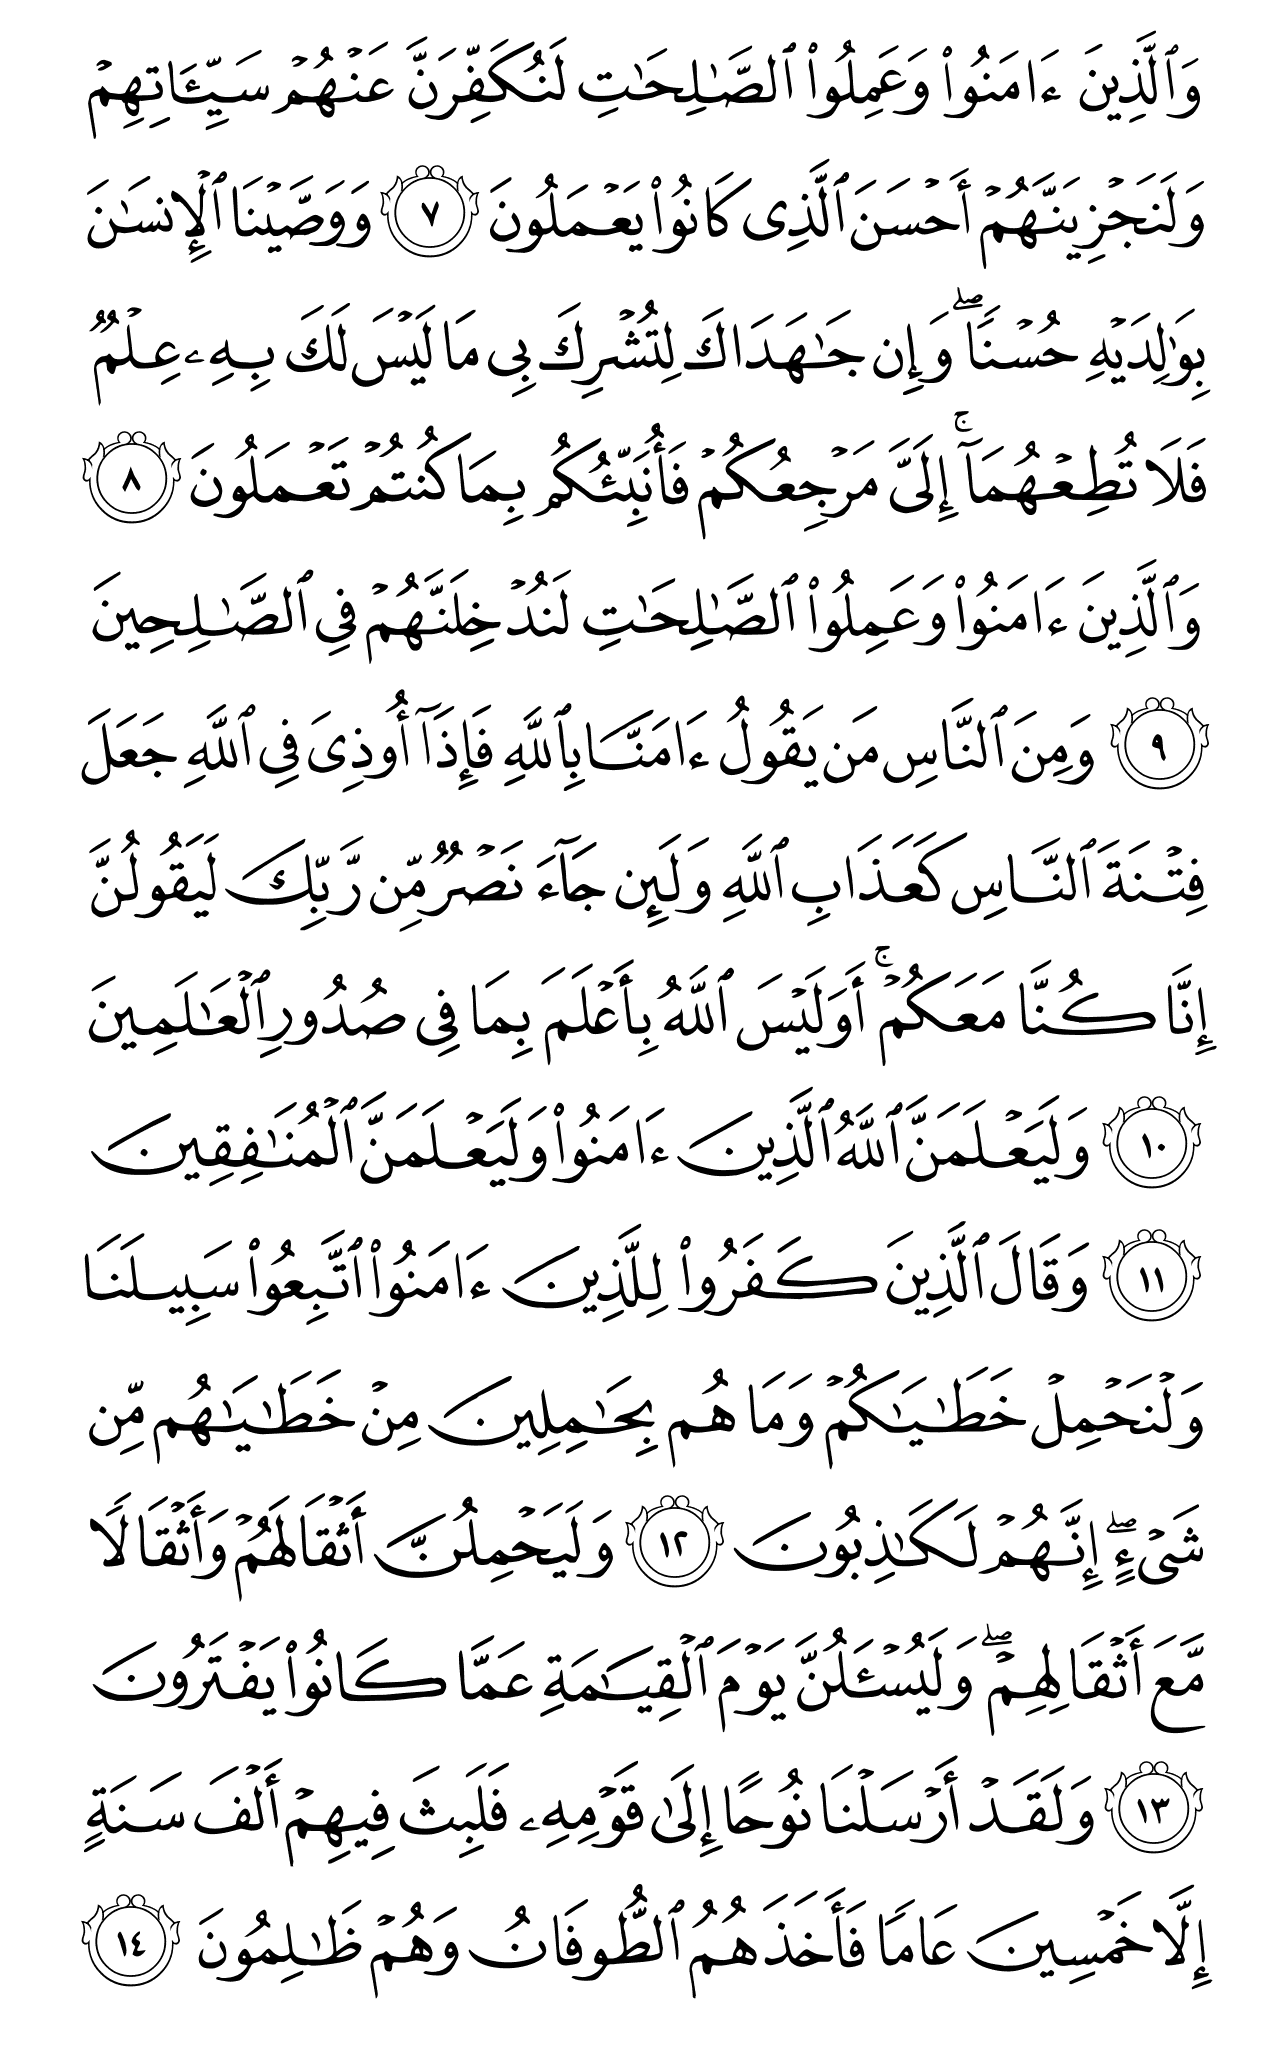 وَٱلَّذِينَ ءَامَنُوا۟ وَعَمِلُوا۟ ٱلصَّـٰلِحَـٰتِ لَنُكَفِّرَنَّ عَنْهُمْ سَيِّـَٔاتِهِمْ
وَلَنَجْزِيَنَّهُمْ أَحْسَنَ ٱلَّذِى كَانُوا۟ يَعْمَلُونَ ٧ وَوَصَّيْنَا ٱلْإِنسَـٰنَ
بِوَٰلِدَيْهِ حُسْنًا ۖ وَإِن جَـٰهَدَاكَ لِتُشْرِكَ بِى مَا لَيْسَ لَكَ بِهِۦ عِلْمٌ
فَلَا تُطِعْهُمَآ ۚ إِلَىَّ مَرْجِعُكُمْ فَأُنَبِّئُكُم بِمَا كُنتُمْ تَعْمَلُونَ ٨
وَٱلَّذِينَ ءَامَنُوا۟ وَعَمِلُوا۟ ٱلصَّـٰلِحَـٰتِ لَنُدْخِلَنَّهُمْ فِى ٱلصَّـٰلِحِينَ
٩ وَمِنَ ٱلنَّاسِ مَن يَقُولُ ءَامَنَّا بِٱللَّهِ فَإِذَآ أُوذِىَ فِى ٱللَّهِ جَعَلَ
فِتْنَةَ ٱلنَّاسِ كَعَذَابِ ٱللَّهِ وَلَئِن جَآءَ نَصْرٌ مِّن رَّبِّكَ لَيَقُولُنَّ
إِنَّا كُنَّا مَعَكُمْ ۚ أَوَلَيْسَ ٱللَّهُ بِأَعْلَمَ بِمَا فِى صُدُورِ ٱلْعَـٰلَمِينَ
١٠ وَلَيَعْلَمَنَّ ٱللَّهُ ٱلَّذِينَ ءَامَنُوا۟ وَلَيَعْلَمَنَّ ٱلْمُنَـٰفِقِينَ
١١ وَقَالَ ٱلَّذِينَ كَفَرُوا۟ لِلَّذِينَ ءَامَنُوا۟ ٱتَّبِعُوا۟ سَبِيلَنَا
وَلْنَحْمِلْ خَطَـٰيَـٰكُمْ وَمَا هُم بِحَـٰمِلِينَ مِنْ خَطَـٰيَـٰهُم مِّن
شَىْءٍ ۖ إِنَّهُمْ لَكَـٰذِبُونَ ١٢ وَلَيَحْمِلُنَّ أَثْقَالَهُمْ وَأَثْقَالًا
مَّعَ أَثْقَالِهِمْ ۖ وَلَيُسْـَٔلُنَّ يَوْمَ ٱلْقِيَـٰمَةِ عَمَّا كَانُوا۟ يَفْتَرُونَ
١٣ وَلَقَدْ أَرْسَلْنَا نُوحًا إِلَىٰ قَوْمِهِۦ فَلَبِثَ فِيهِمْ أَلْفَ سَنَةٍ
إِلَّا خَمْسِينَ عَامًا فَأَخَذَهُمُ ٱلطُّوفَانُ وَهُمْ ظَـٰلِمُونَ ١٤